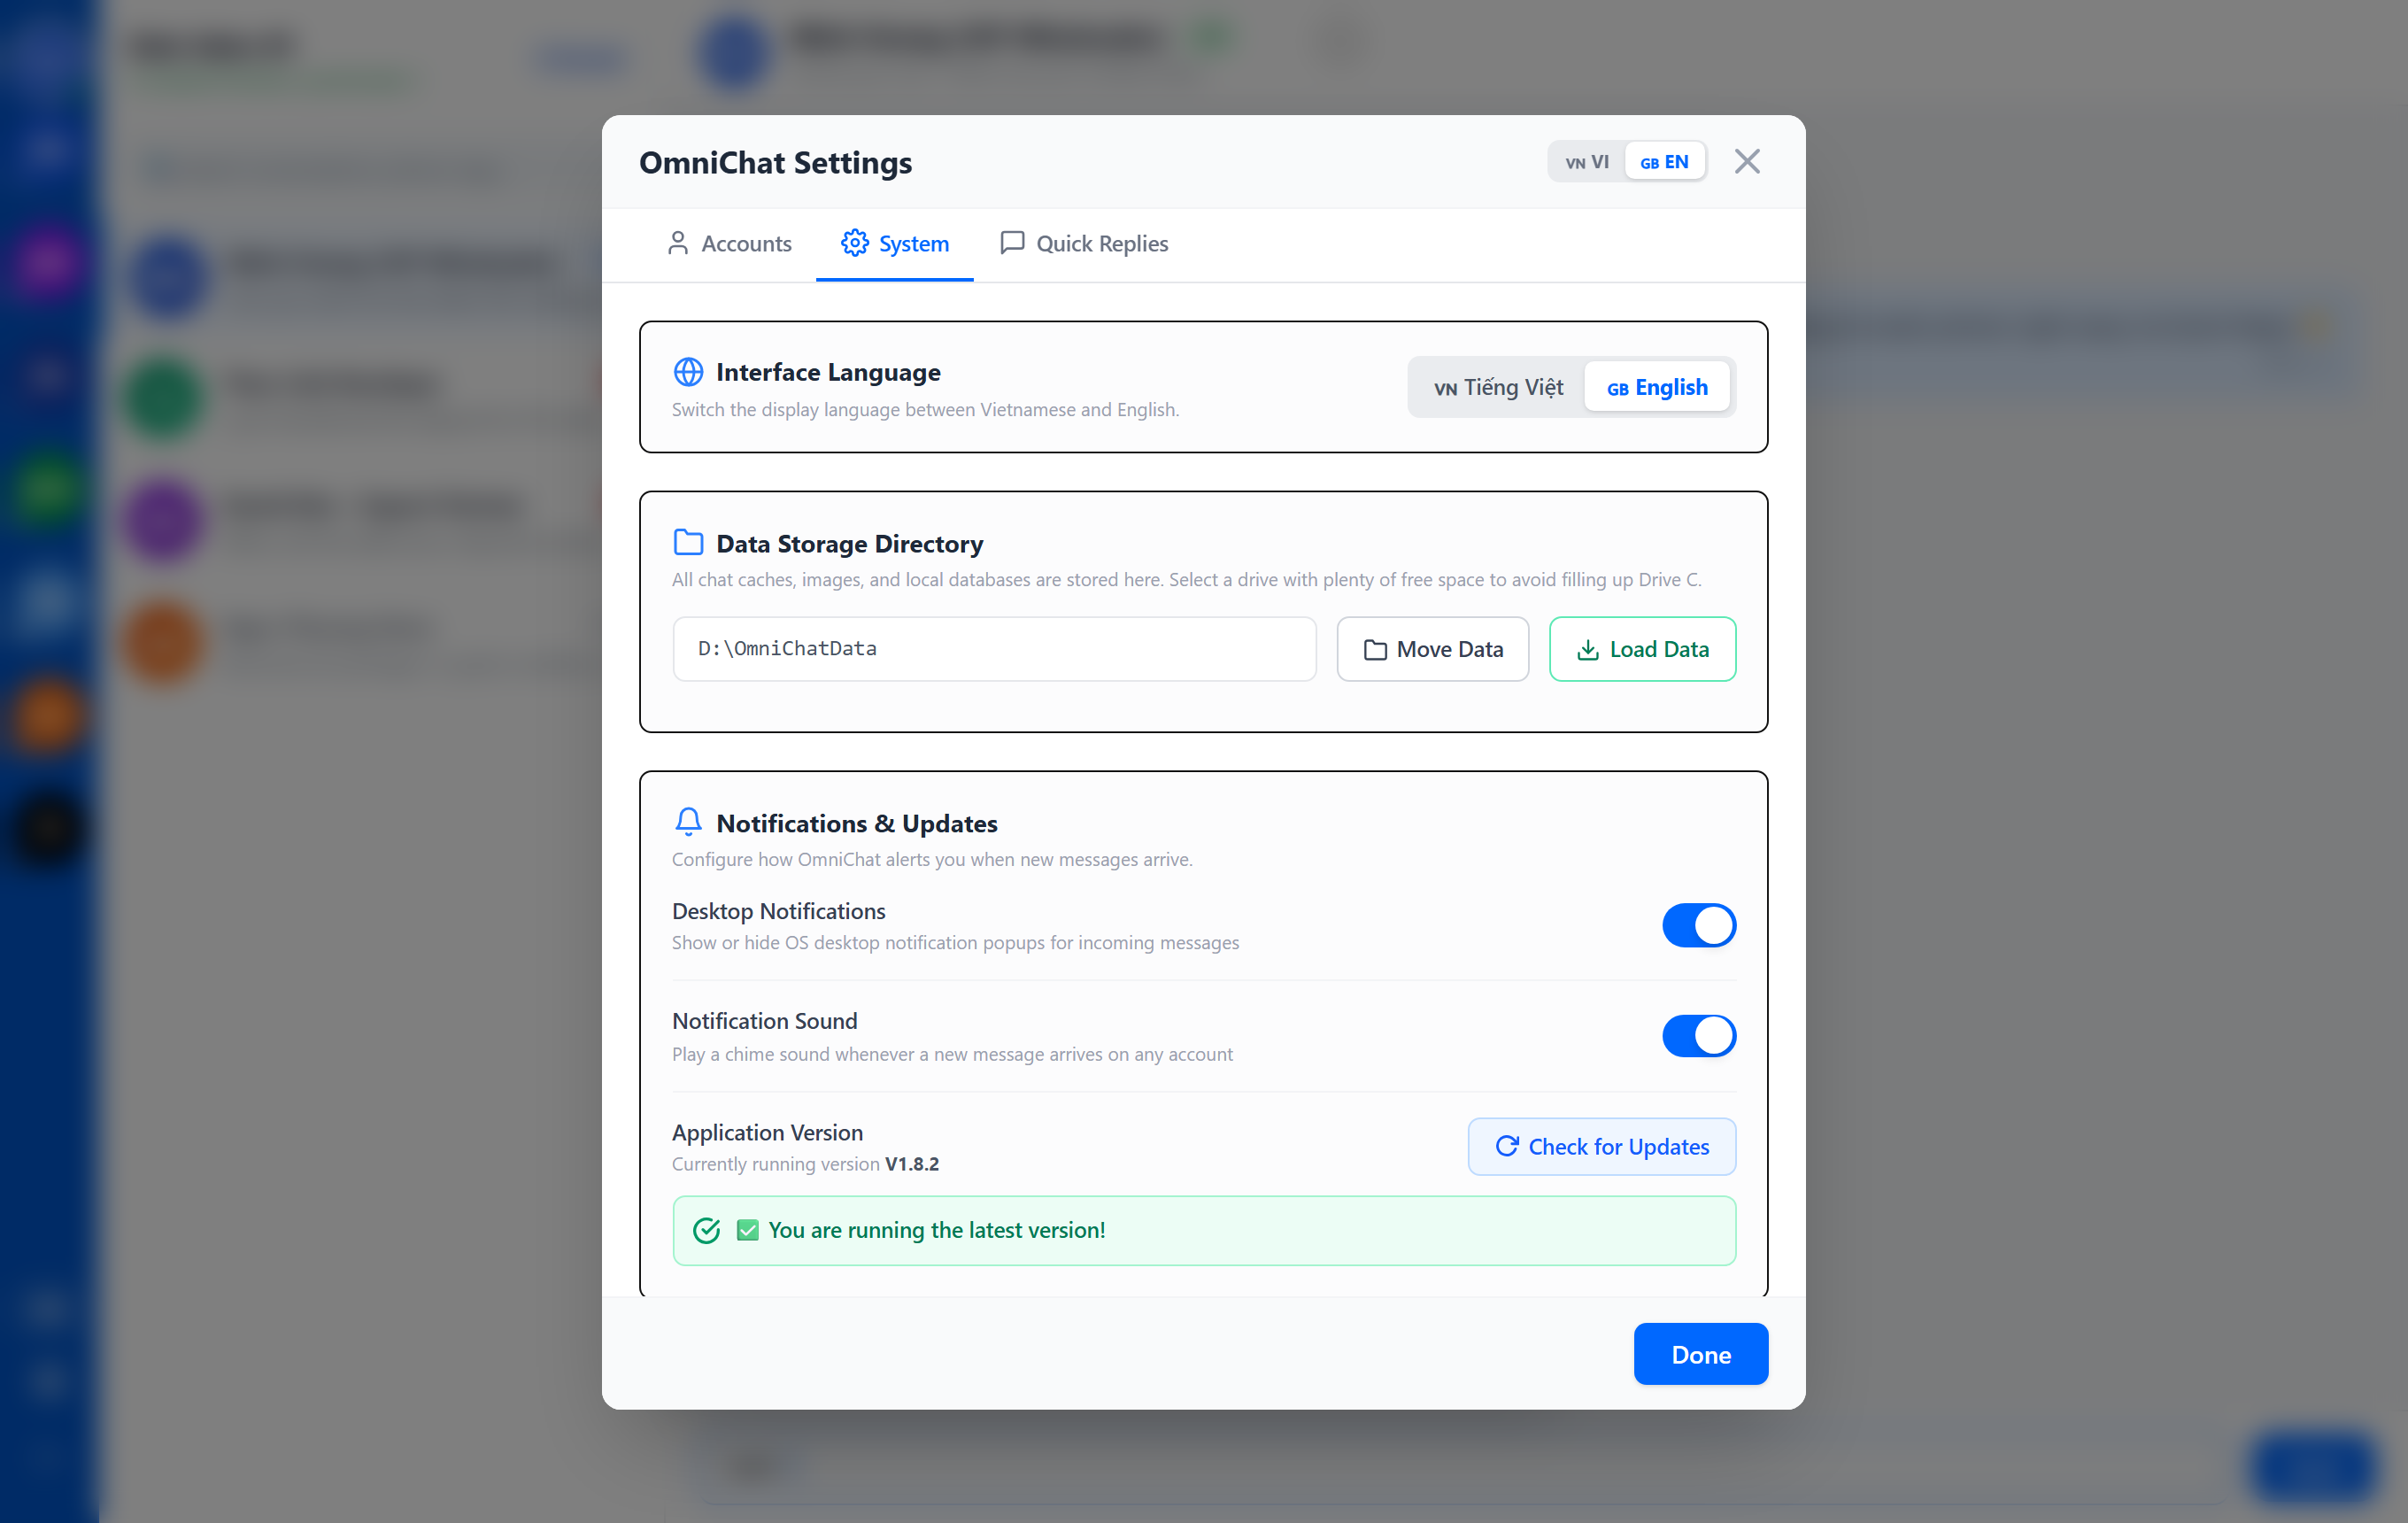 OmniChat Settings
VN VI
GB EN
Accounts
System
Quick Replies
Interface Language
Switch the display language between Vietnamese and English.
VN Tiếng Việt
GB English
Data Storage Directory
All chat caches, images, and local databases are stored here. Select a drive with plenty of free space to avoid filling up Drive C.
D:\OmniChatData
Move Data
Load Data
Notifications & Updates
Configure how OmniChat alerts you when new messages arrive.
Desktop Notifications
Show or hide OS desktop notification popups for incoming messages
Notification Sound
Play a chime sound whenever a new message arrives on any account
Application Version
Currently running version V1.8.2
Check for Updates
✅ You are running the latest version!
Done